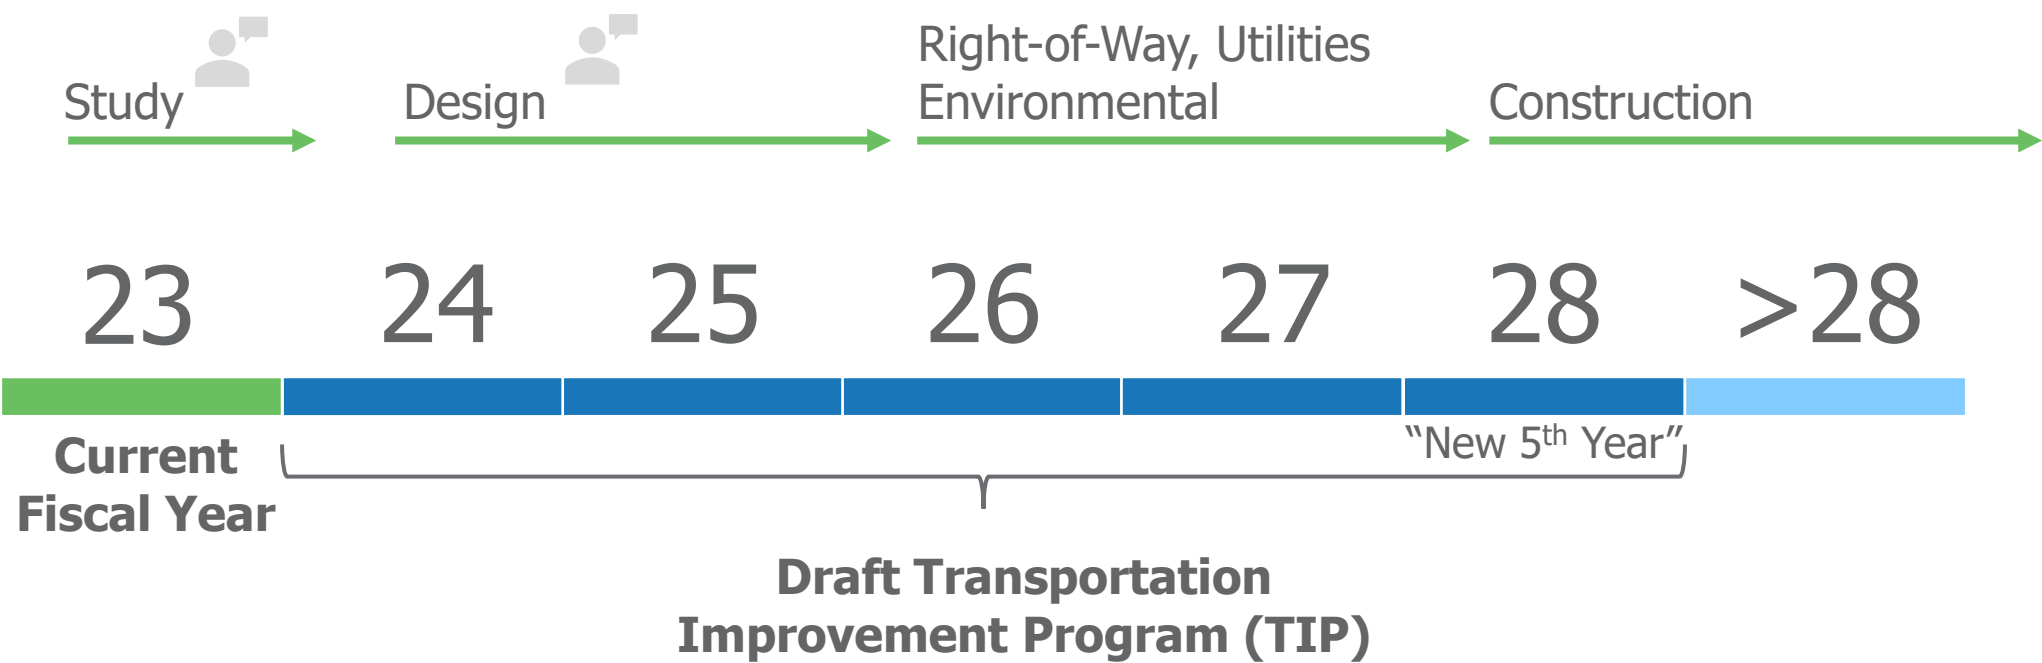 Study
Design
Right-of-Way, Utilities
Environmental
Construction
23
24
25
26
27
28
>28
Current
Fiscal Year
“New 5th Year”
Draft Transportation
Improvement Program (TIP)